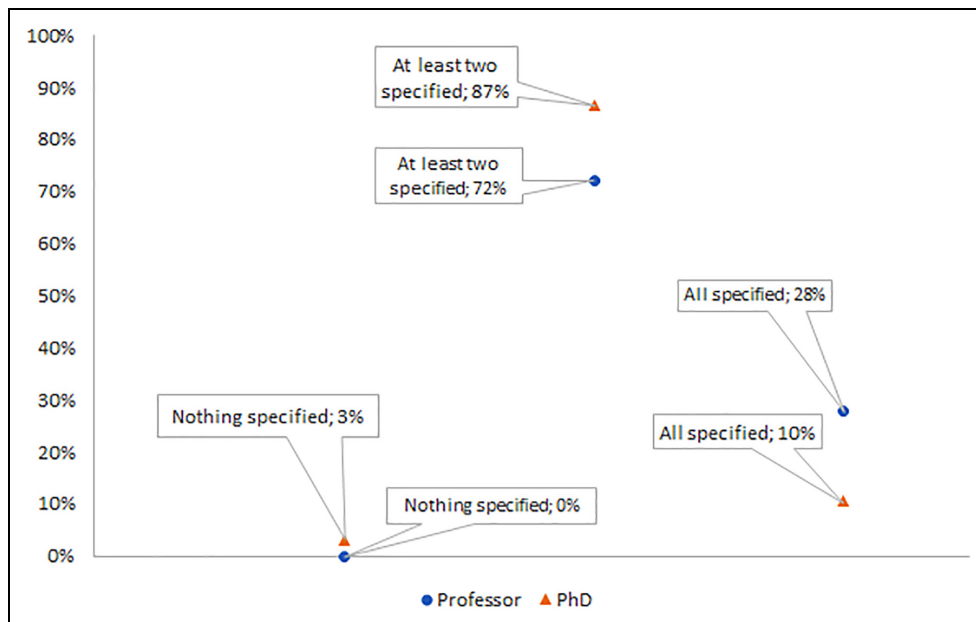 100%
90%
80%
70%
60%
50%
40%
30%
20%
10%
0%
At least two
specified; 87%
At least two
specified; 72%
All specified; 28%
Nothing specified; 3%
All specified; 10%
Nothing specified; 0%
Professor
PhD